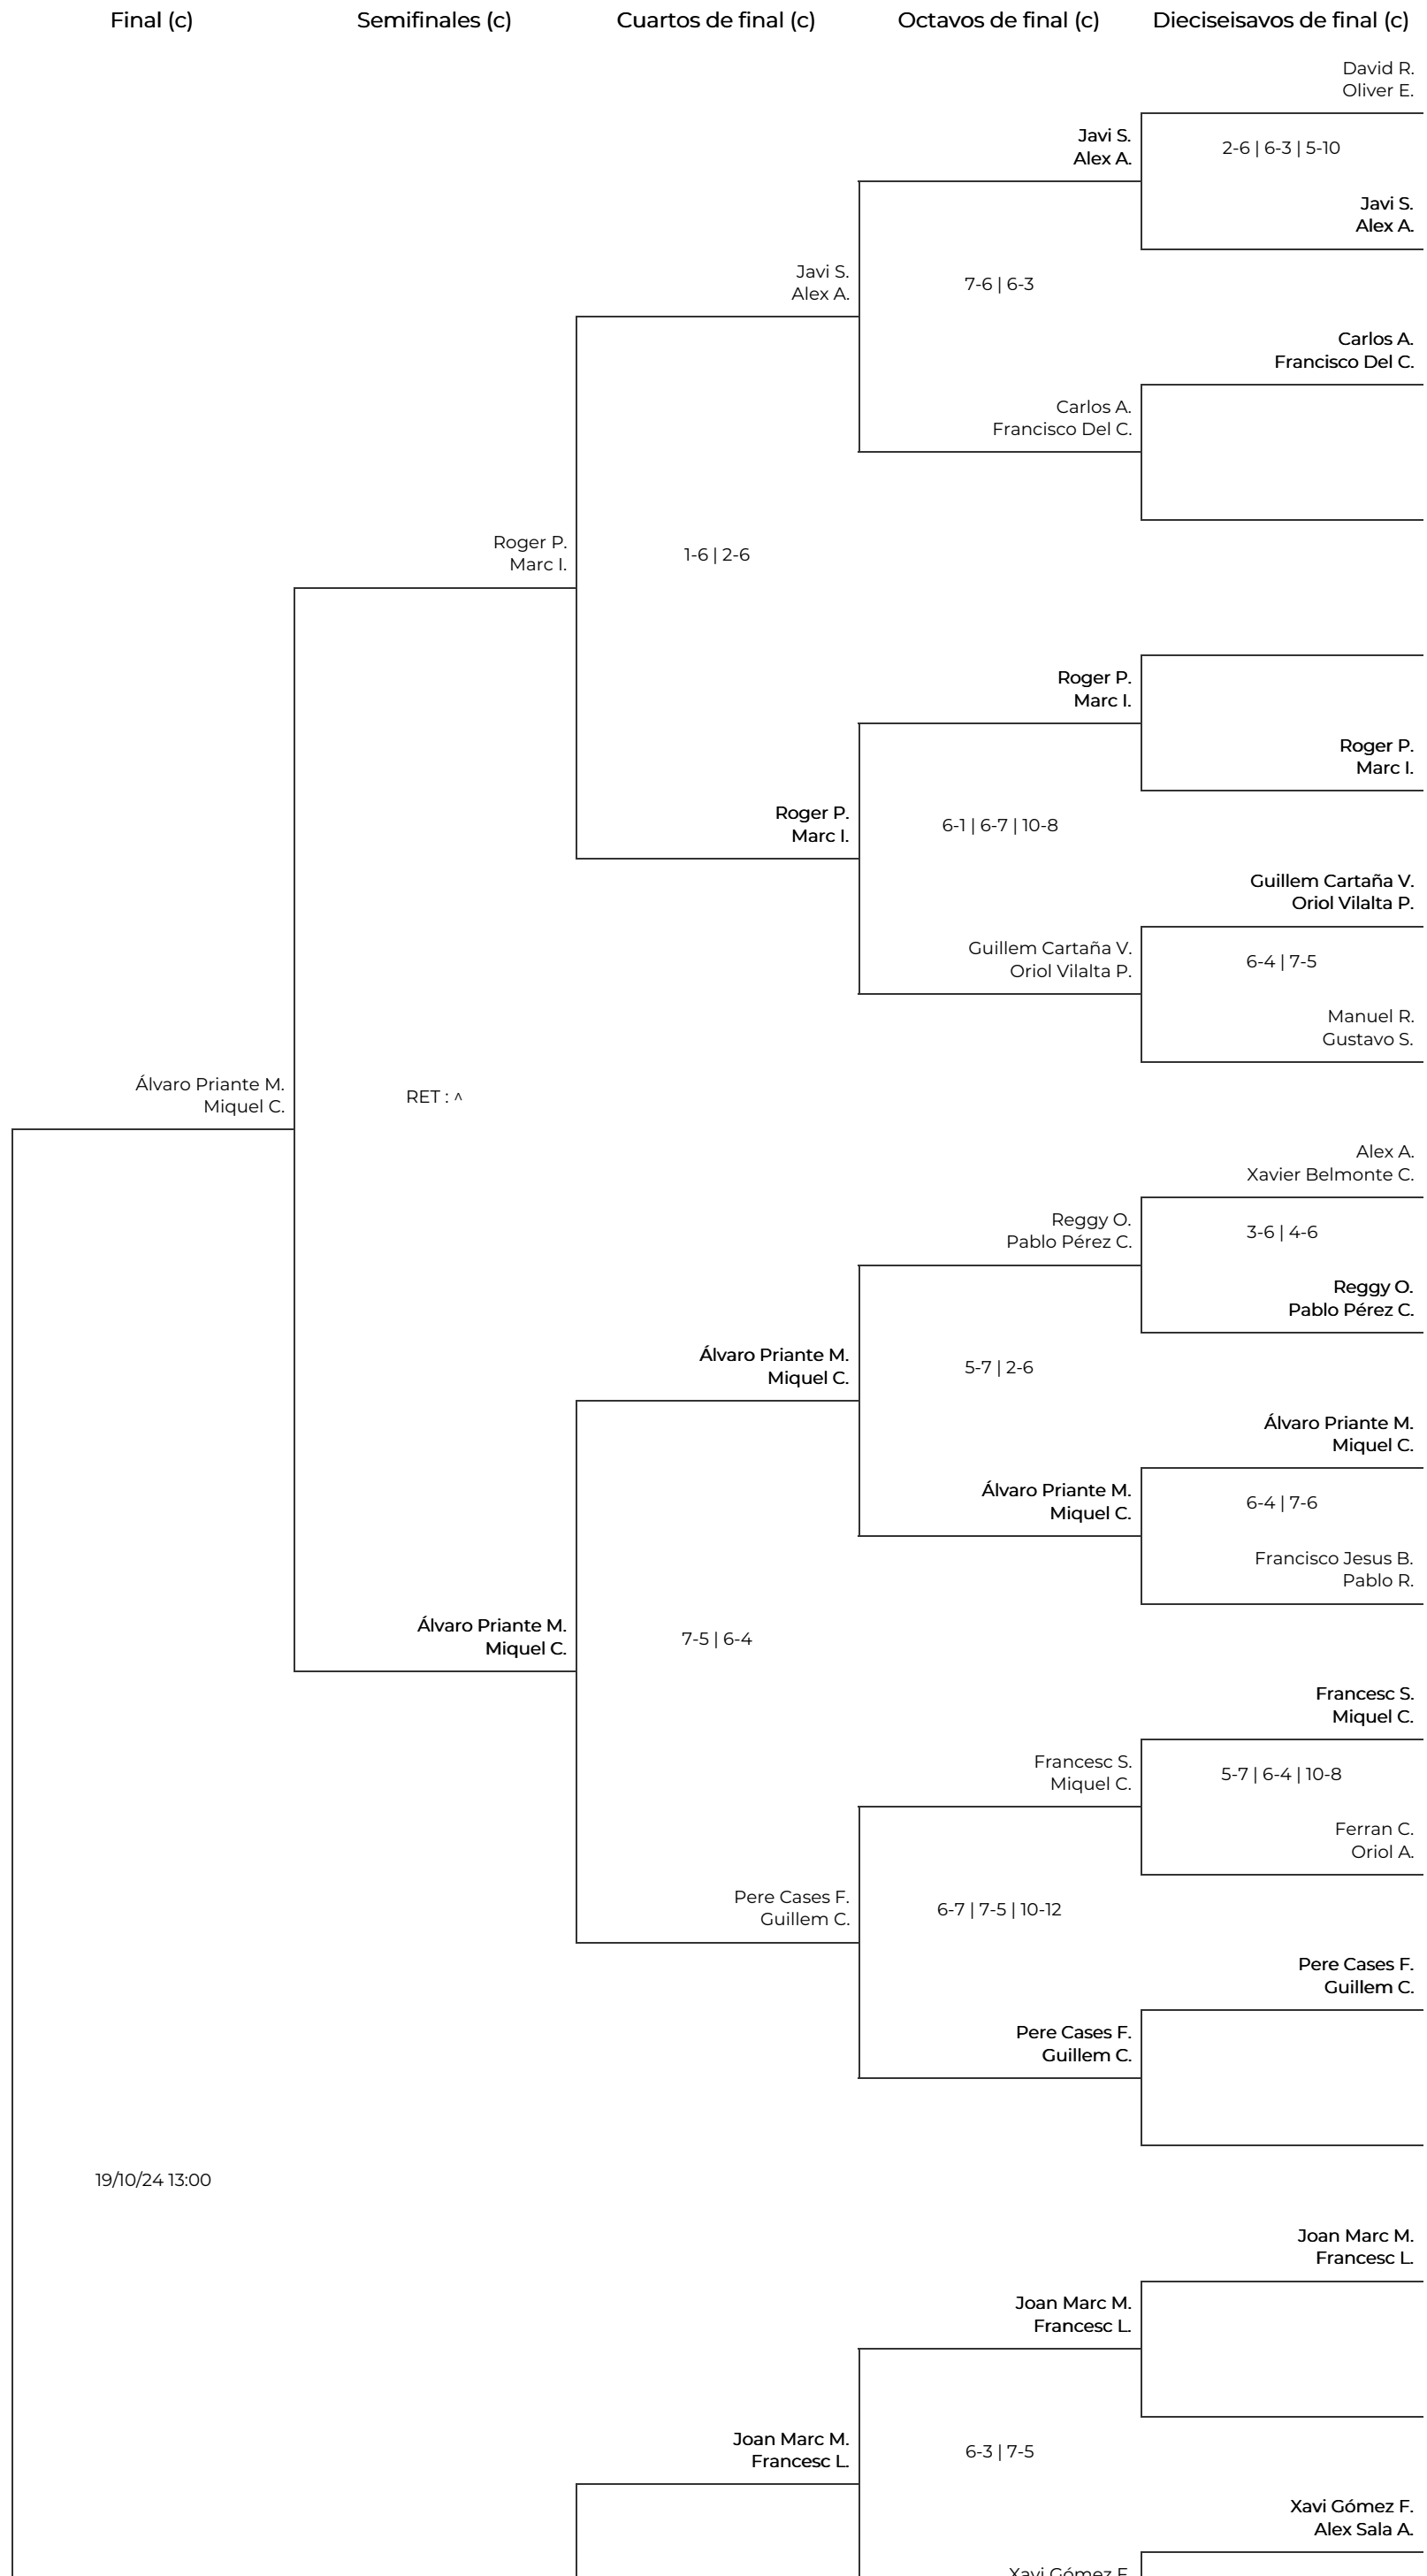 Final (c)
Semifinales (c)
Cuartos de final (c)
Octavos de final (c)
Dieciseisavos de final (c)
David R.
Oliver E.
Javi S.
Alex A.
2-6 | 6-3 | 5-10
Javi S.
Alex A.
Javi S.
Alex A.
7-6 | 6-3
Carlos A.
Francisco Del C.
Carlos A.
Francisco Del C.
Roger P.
Marc I.
1-6 | 2-6
Roger P.
Marc I.
Roger P.
Marc I.
Roger P.
Marc I.
6-1 | 6-7 | 10-8
Guillem Cartaña V.
Oriol Vilalta P.
Guillem Cartaña V.
Oriol Vilalta P.
6-4 | 7-5
Manuel R.
Gustavo S.
Álvaro Priante M.
Miquel C.
RET : ^
Alex A.
Xavier Belmonte C.
Reggy O.
Pablo Pérez C.
3-6 | 4-6
Reggy O.
Pablo Pérez C.
Álvaro Priante M.
Miquel C.
5-7 | 2-6
Álvaro Priante M.
Miquel C.
Álvaro Priante M.
Miquel C.
6-4 | 7-6
Francisco Jesus B.
Pablo R.
Álvaro Priante M.
Miquel C.
7-5 | 6-4
Francesc S.
Miquel C.
Francesc S.
Miquel C.
5-7 | 6-4 | 10-8
Ferran C.
Oriol A.
Pere Cases F.
Guillem C.
6-7 | 7-5 | 10-12
Pere Cases F.
Guillem C.
Pere Cases F.
Guillem C.
19/10/24 13:00
Joan Marc M.
Francesc L.
Joan Marc M.
Francesc L.
Joan Marc M.
Francesc L.
6-3 | 7-5
Xavi Gómez F.
Alex Sala A.
Xavi Gómez F.